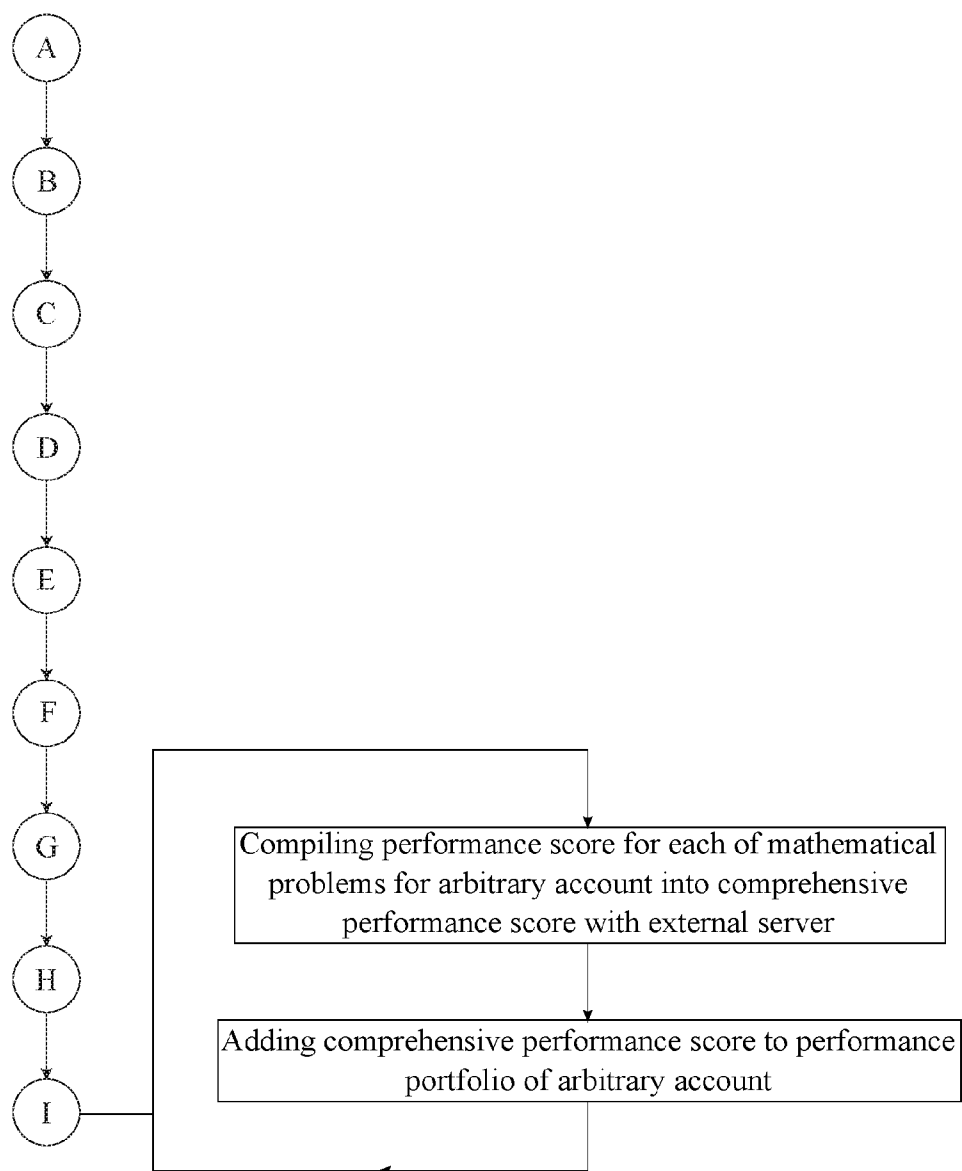 A
B
C
D
E
F
G
H
I
Compiling performance score for each of mathematical
problems for arbitrary account into comprehensive
performance score with external server
Adding comprehensive performance score to performance
portfolio of arbitrary account